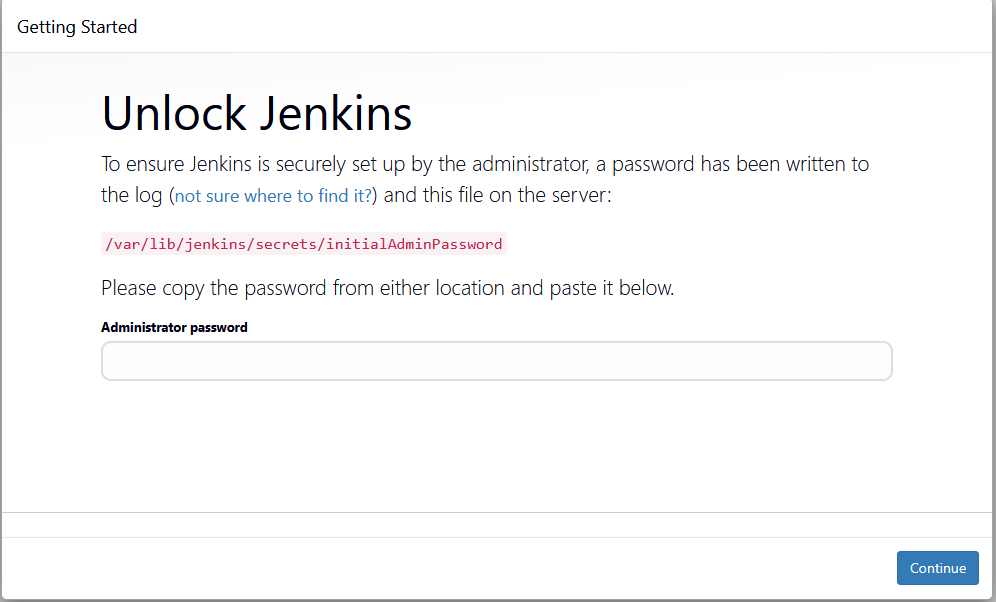 Getting Started
Unlock Jenkins
To ensure Jenkins is securely set up by the administrator, a password has been written to
the log (not sure where to find it?) and this file on the server:
/var/lib/jenkins/secrets/initialAdminPassword
Please copy the password from either location and paste it below.
Administrator password
Continue